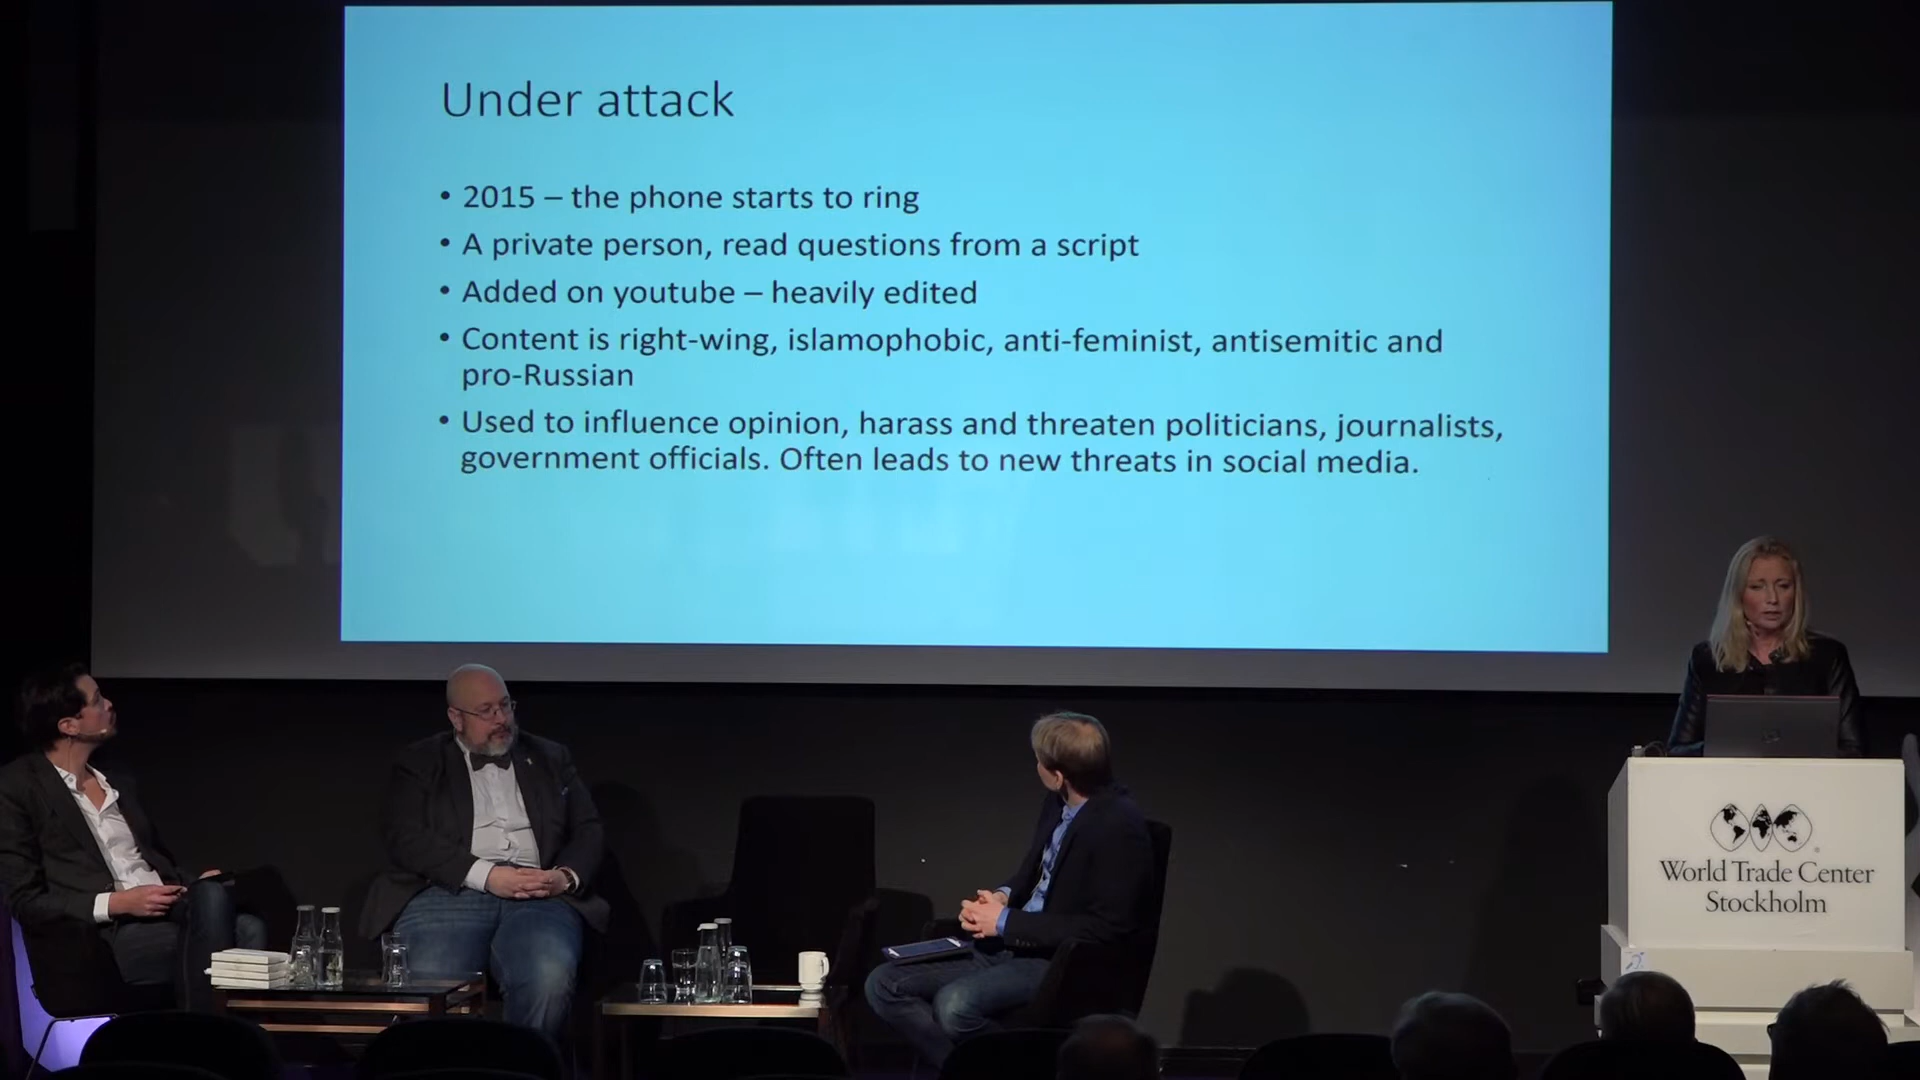 Under attack
• 2015 – the phone starts to ring
• A private person, read questions from a script
• Added on youtube – heavily edited
• Content is right-wing, islamophobic, anti-feminist, antisemitic and
pro-Russian
• Used to influence opinion, harass and threaten politicians, journalists,
government officials. Often leads to new threats in social media.
World Trade Center
Stockholm